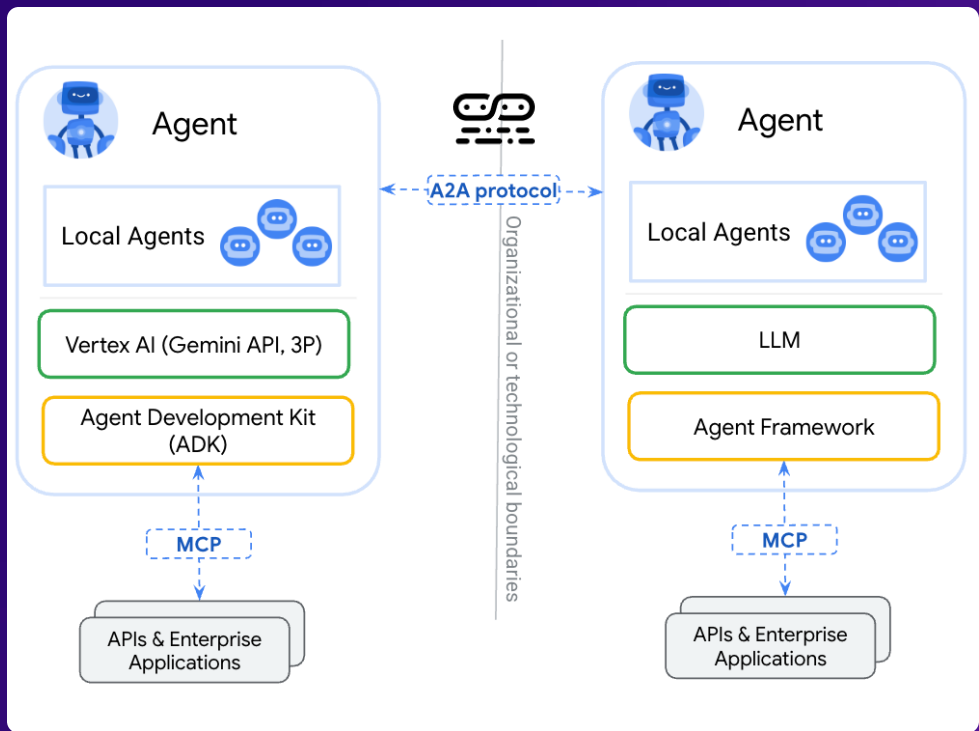 Agent
Local Agents
Vertex AI (Gemini API, 3P)
Agent Development Kit
(ADK)
MCP
APIs & Enterprise
Applications
A2A protocol
Organizational or technological boundaries
Agent
Local Agents
LLM
Agent Framework
MCP
APIs & Enterprise
Applications